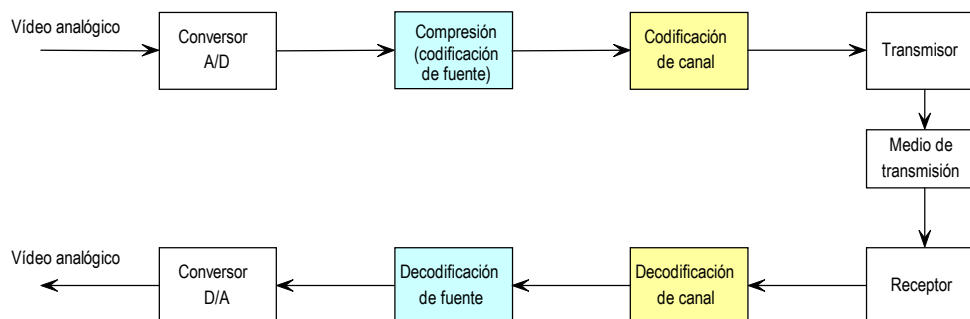 Vídeo analógico
Conversor
A/D
Compresión
(codificación
de fuente)
Codificación
de canal
Transmisor
Medio de
transmisión
Vídeo analógico
Conversor
D/A
Decodificación
de fuente
Decodificación
de canal
Receptor